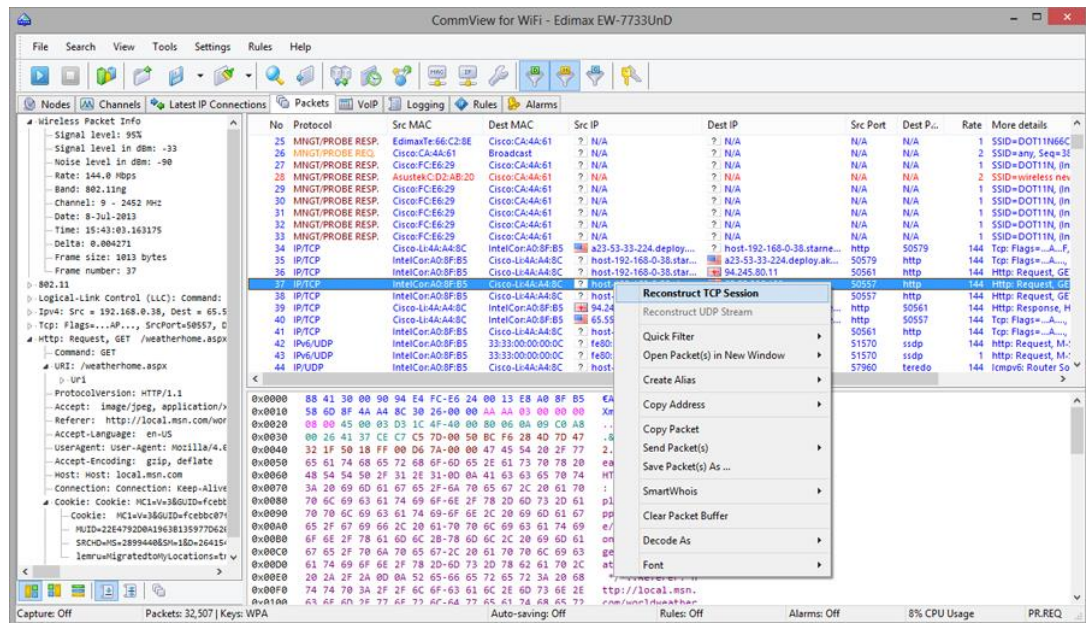 CommView for WiFi - Edimax EW-7733UnD
File Search View Tools Settings Rules Help
Nodes Channels Latest IP Connections Packets VoIP Logging Rules Alarms
Wireless Packet Info
Signal level: 95%
Signal level in dBm: -33
Noise level in dBm: -90
Rate: 144.0 Mbps
Band: 802.11ng
Channel: 9 - 2452 MHz
Date: 8-Jul-2013
Time: 15:43:03.163175
Delta: 0.004271
Frame size: 1013 bytes
Frame number: 37
802.11
Logical-Link Control (LLC): Command:
Ipv4: Src = 192.168.0.38, Dest = 65.5
Tcp: Flags=...AP..., SrcPort=50557, D
Http: Request, GET /weatherhome.aspx
Command: GET
URI: /weatherhome.aspx
Uri
ProtocolVersion: HTTP/1.1
Accept: image/jpeg, application/x
Referer: http://local.msn.com/wor
Accept-Language: en-US
UserAgent: User-Agent: Mozilla/4.0
Accept-Encoding: gzip, deflate
Host: Host: local.msn.com
Connection: Connection: Keep-Alive
Cookie: Cookie: MC1=V=3&GUID=fcebb
Cookie: MC1=V=3&GUID=fcebbc07
MUID=22E4792D0A1963B135977D62
SRCHD=MS=2899440&SM=1&D=26415
lemru=MigratedtoMyLocations=t
No Protocol Src MAC Dest MAC Src IP Dest IP Src Port Dest P... Rate More details
25 MNGT/PROBE RESP. EdimaxTe:66:C2:8E Cisco:CA:4A:61 ? N/A ? N/A N/A N/A 1 SSID=DOT11N66C
26 MNGT/PROBE REQ. Cisco:CA:4A:61 Broadcast ? N/A ? N/A N/A N/A 2 SSID=any, Seq=38
27 MNGT/PROBE RESP. Cisco:FC:E6:29 Cisco:CA:4A:61 ? N/A ? N/A N/A N/A 1 SSID=DOT11N, (In
28 MNGT/PROBE RESP. AsustekC:D2:AB:20 Cisco:CA:4A:61 ? N/A ? N/A N/A N/A 2 SSID=wireless nev
29 MNGT/PROBE RESP. Cisco:FC:E6:29 Cisco:CA:4A:61 ? N/A ? N/A N/A N/A 1 SSID=DOT11N, (In
30 MNGT/PROBE RESP. Cisco:FC:E6:29 Cisco:CA:4A:61 ? N/A ? N/A N/A N/A 1 SSID=DOT11N, (In
31 MNGT/PROBE RESP. Cisco:FC:E6:29 Cisco:CA:4A:61 ? N/A ? N/A N/A N/A 1 SSID=DOT11N, (In
32 MNGT/PROBE RESP. Cisco:FC:E6:29 Cisco:CA:4A:61 ? N/A ? N/A N/A N/A 1 SSID=DOT11N, (In
33 MNGT/PROBE RESP. Cisco:FC:E6:29 Cisco:CA:4A:61 ? N/A ? N/A N/A N/A 1 SSID=DOT11N, (In
34 IP/TCP Cisco-Li:4A:A4:8C IntelCor:A0:8F:B5 a23-53-33-224.deploy.... ? host-192-168-0-38.starne... http 50579 144 Tcp: Flags=...A...F,
35 IP/TCP IntelCor:A0:8F:B5 Cisco-Li:4A:A4:8C ? host-192-168-0-38.star... a23-53-33-224.deploy.ak... 50579 http 144 Tcp: Flags=...A....,
36 IP/TCP IntelCor:A0:8F:B5 Cisco-Li:4A:A4:8C ? host-192-168-0-38.star... 94.245.80.11 50561 http 144 Http: Request, GE
37 IP/TCP IntelCor:A0:8F:B5 Cisco-Li:4A:A4:8C ? host- 50557 http 144 Http: Request, GE
38 IP/TCP IntelCor:A0:8F:B5 Cisco-Li:4A:A4:8C ? host- 50557 http 144 Http: Request, GE
39 IP/TCP Cisco-Li:4A:A4:8C IntelCor:A0:8F:B5 94.24 http 50561 144 Http: Response, H
40 IP/TCP Cisco-Li:4A:A4:8C IntelCor:A0:8F:B5 65.55 http 50557 144 Tcp: Flags=...A....,
41 IP/TCP IntelCor:A0:8F:B5 Cisco-Li:4A:A4:8C ? host- 50561 http 144 Tcp: Flags=...A....,
42 IPv6/UDP IntelCor:A0:8F:B5 33:33:00:00:00:0C ? fe80: 51570 ssdp 144 http: Request, M-
43 IPv6/UDP IntelCor:A0:8F:B5 33:33:00:00:00:0C ? fe80: 51570 ssdp 1 http: Request, M-
44 IP/UDP IntelCor:A0:8F:B5 Cisco-Li:4A:A4:8C ? host- 57960 teredo 144 Icmpv6: Router So
Reconstruct TCP Session
Reconstruct UDP Stream
Quick Filter
Open Packet(s) in New Window
Create Alias
Copy Address
Copy Packet
Send Packet(s)
Save Packet(s) As ...
SmartWhois
Clear Packet Buffer
Decode As
Font
0x0000 88 41 30 00 90 94 E4 FC-E6 24 00 13 E8 A0 8F B5
0x0010 58 6D 8F 4A A4 8C 30 26-00 00 AA AA 03 00 00 00
0x0020 08 00 45 00 03 D3 1C 4F-40 00 80 06 0A 09 C0 A8
0x0030 00 26 41 37 CE C7 C5 7D-00 50 BC F6 28 4D 7D 47
0x0040 32 1F 50 18 FF 00 D6 7A-00 00 47 45 54 20 2F 77
0x0050 65 61 74 68 65 72 68 6F-6D 65 2E 61 73 70 78 20
0x0060 48 54 54 50 2F 31 2E 31-0D 0A 41 63 63 65 70 74
0x0070 3A 20 69 6D 61 67 65 2F-6A 70 65 67 2C 20 61 70
0x0080 70 6C 69 63 61 74 69 6F-6E 2F 78 2D 6D 73 2D 61
0x0090 70 70 6C 69 63 61 74 69-6F 6E 2C 20 69 6D 61 67
0x00A0 65 2F 67 69 66 2C 20 61-70 70 6C 69 63 61 74 69
0x00B0 6F 6E 2F 78 61 6D 6C 2B-78 6D 6C 2C 20 69 6D 61
0x00C0 67 65 2F 70 6A 70 65 67-2C 20 61 70 70 6C 69 63
0x00D0 61 74 69 6F 6E 2F 78 2D-6D 73 2D 78 62 61 70 2C
0x00E0 20 2A 2F 2A 0D 0A 52 65-66 65 72 65 72 3A 20 68
0x00F0 74 74 70 3A 2F 2F 6C 6F-63 61 6C 2E 6D 73 6E 2E ttp://local.msn.
0x0100 63 6F 6D 2F 77 6F 72 6C-64 77 65 61 74 68 65 72 com/worldweather
Capture: Off Packets: 32,507 Keys: WPA Auto-saving: Off Rules: Off Alarms: Off 8% CPU Usage PR.REQ